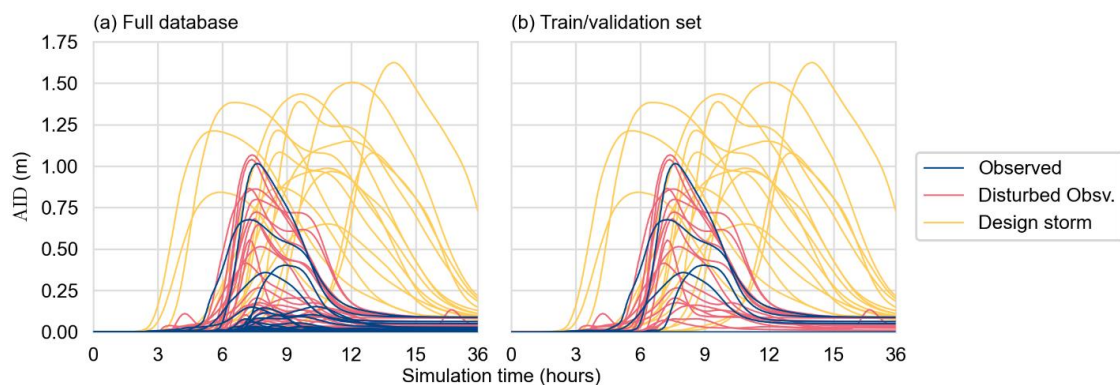 (a) Full database
(b) Train/validation set
AID (m)
1.75
1.50
1.25
1.00
0.75
0.50
0.25
0.00
0 3 6 9 12 15 36
0 3 6 9 12 15 36
Simulation time (hours)
Observed
Disturbed Obsv.
Design storm